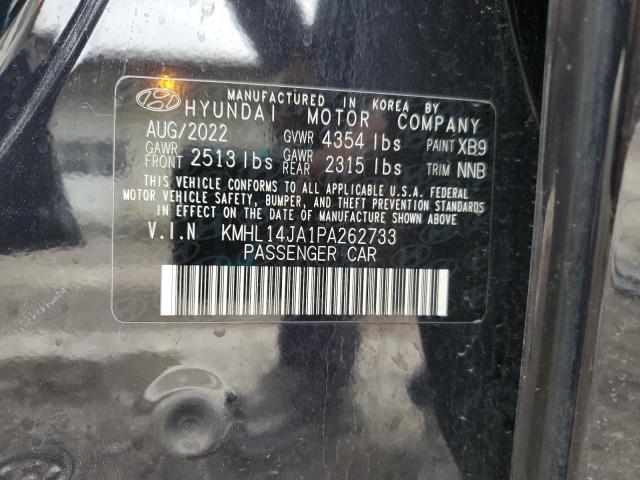 MANUFACTURED IN KOREA BY
HYUNDAI MOTOR COMPANY
AUG/2022 GVWR 4354 lbs PAINT XB9
GAWR FRONT 2513 lbs GAWR REAR 2315 lbs TRIM NNB
THIS VEHICLE CONFORMS TO ALL APPLICABLE U.S.A. FEDERAL
MOTOR VEHICLE SAFETY, BUMPER, AND THEFT PREVENTION STANDARDS
IN EFFECT ON THE DATE OF MANUFACTURE SHOWN ABOVE.
V.I.N KMHL14JA1PA262733
PASSENGER CAR